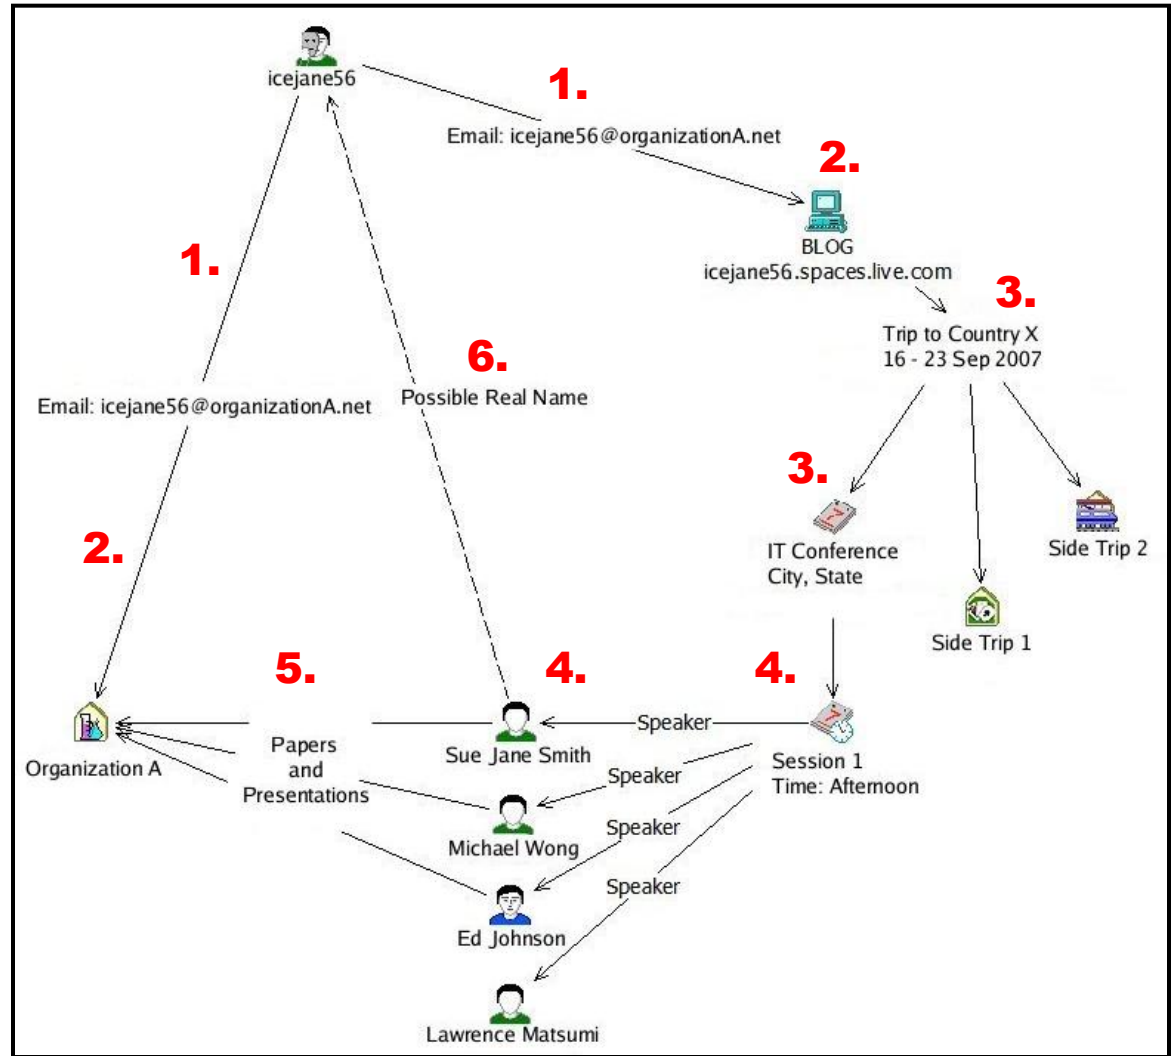 icejane56
1.
Email: icejane56@organizationA.net
2.
BLOG
icejane56.spaces.live.com
1.
3.
Trip to Country X
16 - 23 Sep 2007
6.
Possible Real Name
Email: icejane56@organizationA.net
3.
IT Conference
City, State
Side Trip 2
2.
Side Trip 1
5.
4.
4.
Speaker
Organization A
Papers
and
Presentations
Sue Jane Smith
Session 1
Time: Afternoon
Speaker
Michael Wong
Speaker
Speaker
Ed Johnson
Lawrence Matsumi